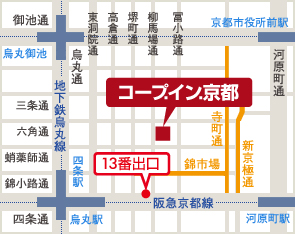 御池通
烏丸御池
三条通
六角通
蛸薬師通
錦小路通
四条通
地下鉄烏丸線
烏丸通
東洞院通
高倉通
堺町通
柳馬場通
富小路通
京都市役所前駅
河原町通
コープイン京都
寺町通
新京極通
四条駅
13番出口
錦市場
烏丸駅
阪急京都線
河原町駅